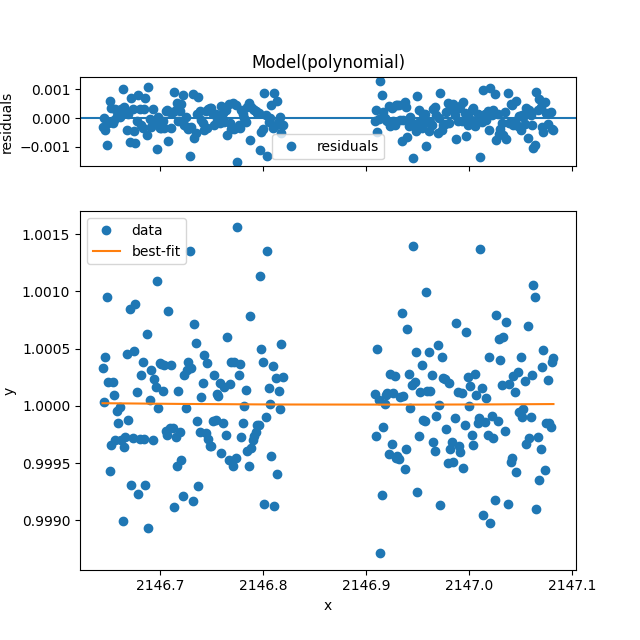 Model(polynomial)
0.001
0.000
−0.001
residuals
residuals
1.0015
1.0010
1.0005
1.0000
0.9995
0.9990
y
data
best-fit
2146.7
2146.8
2146.9
2147.0
2147.1
x